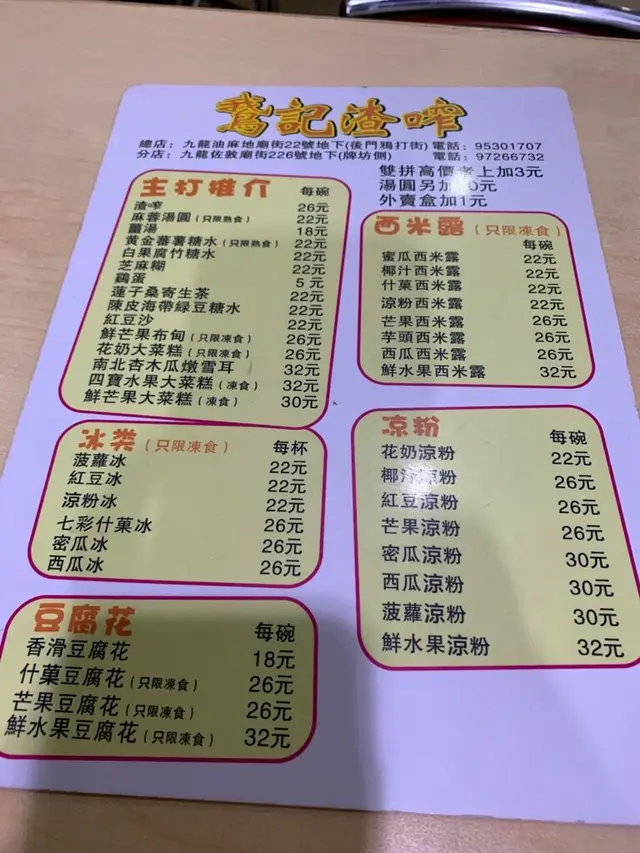 鵝記渣咋
總店：九龍油麻地廟街22號地下(後門鴉打街) 電話：95301707
分店：九龍佐敦廟街226號地下(牌坊側) 電話：97266732
雙拼高價者上加3元
湯圓另加 0元
外賣盒加1元
主打推介 每碗
渣咋 26元
麻蓉湯圓(只限熱食) 22元
薑湯 18元
黃金蕃薯糖水(只限熱食) 22元
白果腐竹糖水 22元
芝麻糊 22元
鷄蛋 5元
蓮子桑寄生茶 22元
陳皮海帶綠豆糖水 22元
紅豆沙 22元
鮮芒果布甸(只限凍食) 26元
花奶大菜糕(只限凍食) 26元
南北杏木瓜燉雪耳 32元
四寶水果大菜糕(凍食) 32元
鮮芒果大菜糕(凍食) 30元
西米露(只限凍食)
每碗
蜜瓜西米露 22元
椰汁西米露 22元
什菓西米露 22元
涼粉西米露 22元
芒果西米露 26元
芋頭西米露 26元
西瓜西米露 26元
鮮水果西米露 32元
冰類(只限凍食) 每杯
菠蘿冰 22元
紅豆冰 22元
涼粉冰 22元
七彩什菓冰 26元
密瓜冰 26元
西瓜冰 26元
涼粉 每碗
花奶涼粉 22元
椰汁涼粉 26元
紅豆涼粉 26元
芒果涼粉 26元
密瓜涼粉 30元
西瓜涼粉 30元
菠蘿涼粉 30元
鮮水果涼粉 32元
豆腐花 每碗
香滑豆腐花 18元
什菓豆腐花(只限凍食) 26元
芒果豆腐花(只限凍食) 26元
鮮水果豆腐花(只限凍食) 32元